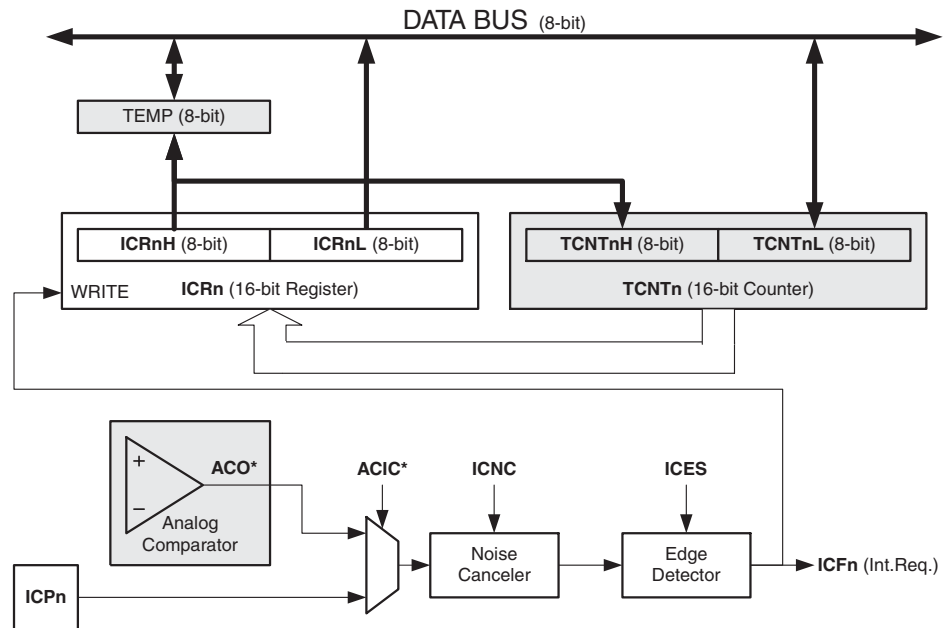 DATA BUS (8-bit)
TEMP (8-bit)
ICRnH (8-bit)
ICRnL (8-bit)
TCNTnH (8-bit)
TCNTnL (8-bit)
WRITE
ICRn (16-bit Register)
TCNTn (16-bit Counter)
+
−
ACO*
Analog
Comparator
ACIC*
ICNC
ICES
Noise
Canceler
Edge
Detector
ICFn (Int.Req.)
ICPn